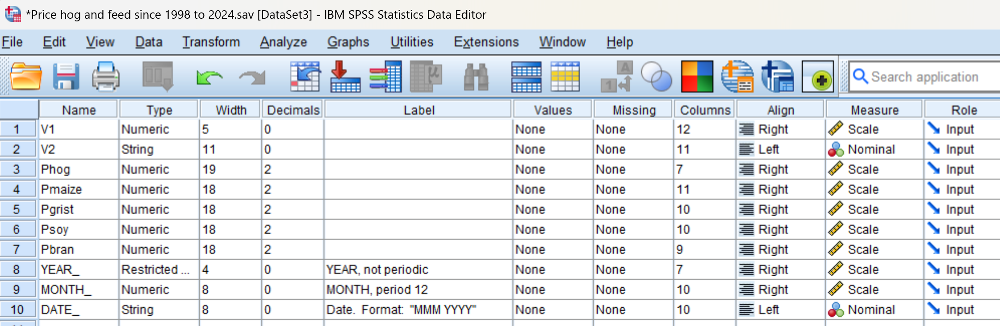 *Price hog and feed since 1998 to 2024.sav [DataSet3] - IBM SPSS Statistics Data Editor
File Edit View Data Transform Analyze Graphs Utilities Extensions Window Help
A
1
µ
Search application
Name Type Width Decimals Label Values Missing Columns Align Measure Role
1 V1 Numeric 5 0 None None 12 Right Scale Input
2 V2 String 11 0 None None 11 Left Nominal Input
3 Phog Numeric 19 2 None None 7 Right Scale Input
4 Pmaize Numeric 18 2 None None 11 Right Scale Input
5 Pgrist Numeric 18 2 None None 10 Right Scale Input
6 Psoy Numeric 18 2 None None 10 Right Scale Input
7 Pbran Numeric 18 2 None None 9 Right Scale Input
8 YEAR_ Restricted ... 4 0 YEAR, not periodic None None 7 Right Scale Input
9 MONTH_ Numeric 8 0 MONTH, period 12 None None 10 Right Scale Input
10 DATE_ String 8 0 Date.  Format:  "MMM YYYY" None None 10 Left Nominal Input